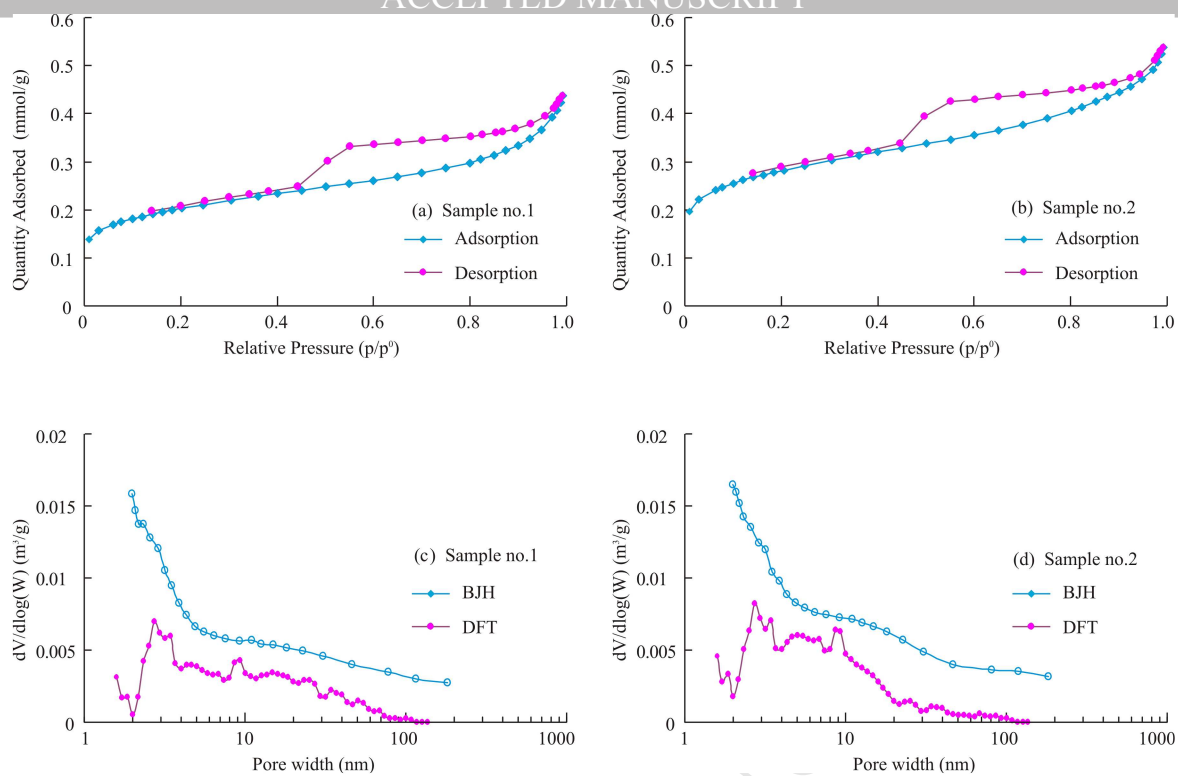 ACCEPTED MANUSCRIPT
0.6
0.5
0.4
0.3
0.2
0.1
0
Quantity Adsorbed (mmol/g)
0
0.2
0.4
0.6
0.8
1.0
Relative Pressure (p/p⁰)
(a) Sample no.1
Adsorption
Desorption
0.6
0.5
0.4
0.3
0.2
0.1
0
Quantity Adsorbed (mmol/g)
0
0.2
0.4
0.6
0.8
1.0
Relative Pressure (p/p⁰)
(b) Sample no.2
Adsorption
Desorption
0.02
0.015
0.01
0.005
0
dV/dlog(W) (m³/g)
1
10
100
1000
Pore width (nm)
(c) Sample no.1
BJH
DFT
0.02
0.015
0.01
0.005
0
dV/dlog(W) (m³/g)
1
10
100
1000
Pore width (nm)
(d) Sample no.2
BJH
DFT